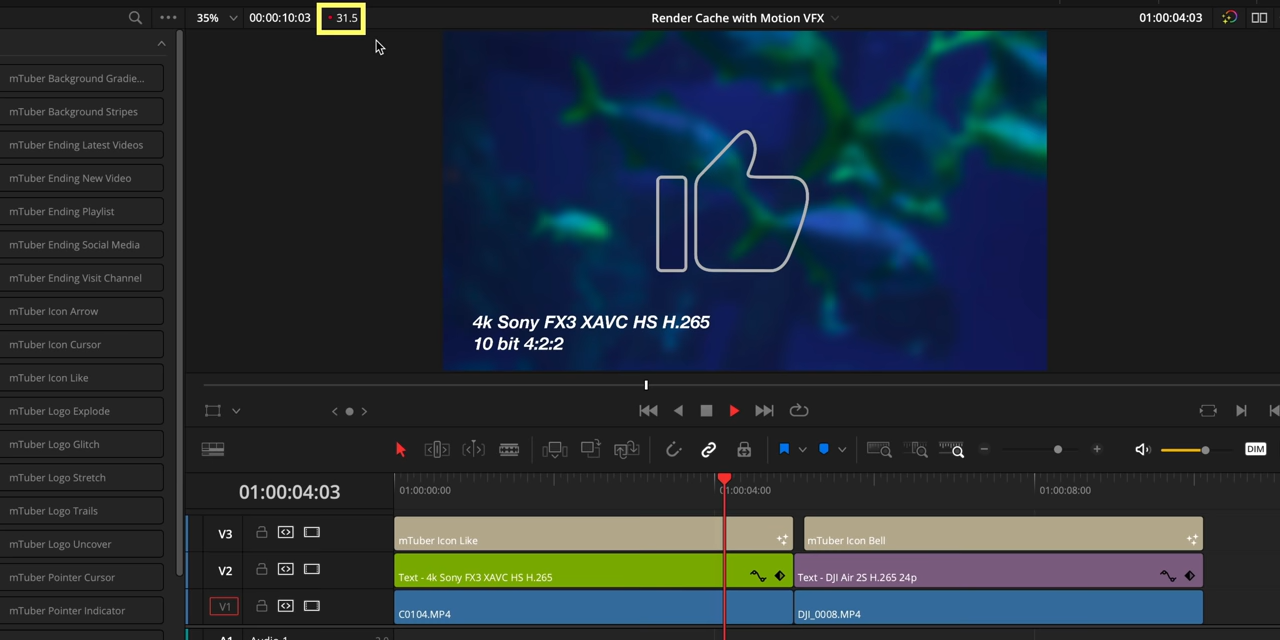 35%
00:00:10:03
31.5
Render Cache with Motion VFX
01:00:04:03
mTuber Background Gradie...
mTuber Background Stripes
mTuber Ending Latest Videos
mTuber Ending New Video
mTuber Ending Playlist
mTuber Ending Social Media
mTuber Ending Visit Channel
mTuber Icon Arrow
mTuber Icon Cursor
mTuber Icon Like
mTuber Logo Explode
mTuber Logo Glitch
mTuber Logo Stretch
mTuber Logo Trails
mTuber Logo Uncover
mTuber Pointer Cursor
mTuber Pointer Indicator
4k Sony FX3 XAVC HS H.265
10 bit 4:2:2
DIM
01:00:04:03
01:00:00:00
01:00:04:00
01:00:08:00
V3
mTuber Icon Like
mTuber Icon Bell
V2
Text - 4k Sony FX3 XAVC HS H.265
Text - DJI Air 2S H.265 24p
V1
C0104.MP4
DJI_0008.MP4
A1
Audio 1